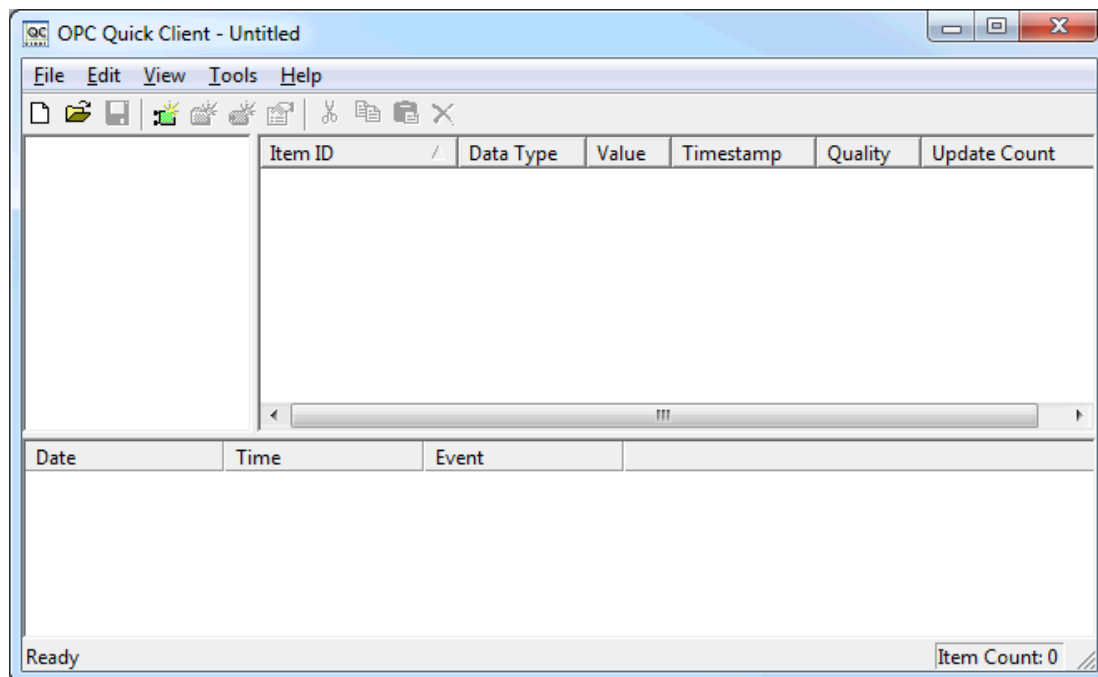 QC OPC Quick Client - Untitled
File Edit View Tools Help
Item ID Data Type Value Timestamp Quality Update Count
Date Time Event
Ready Item Count: 0